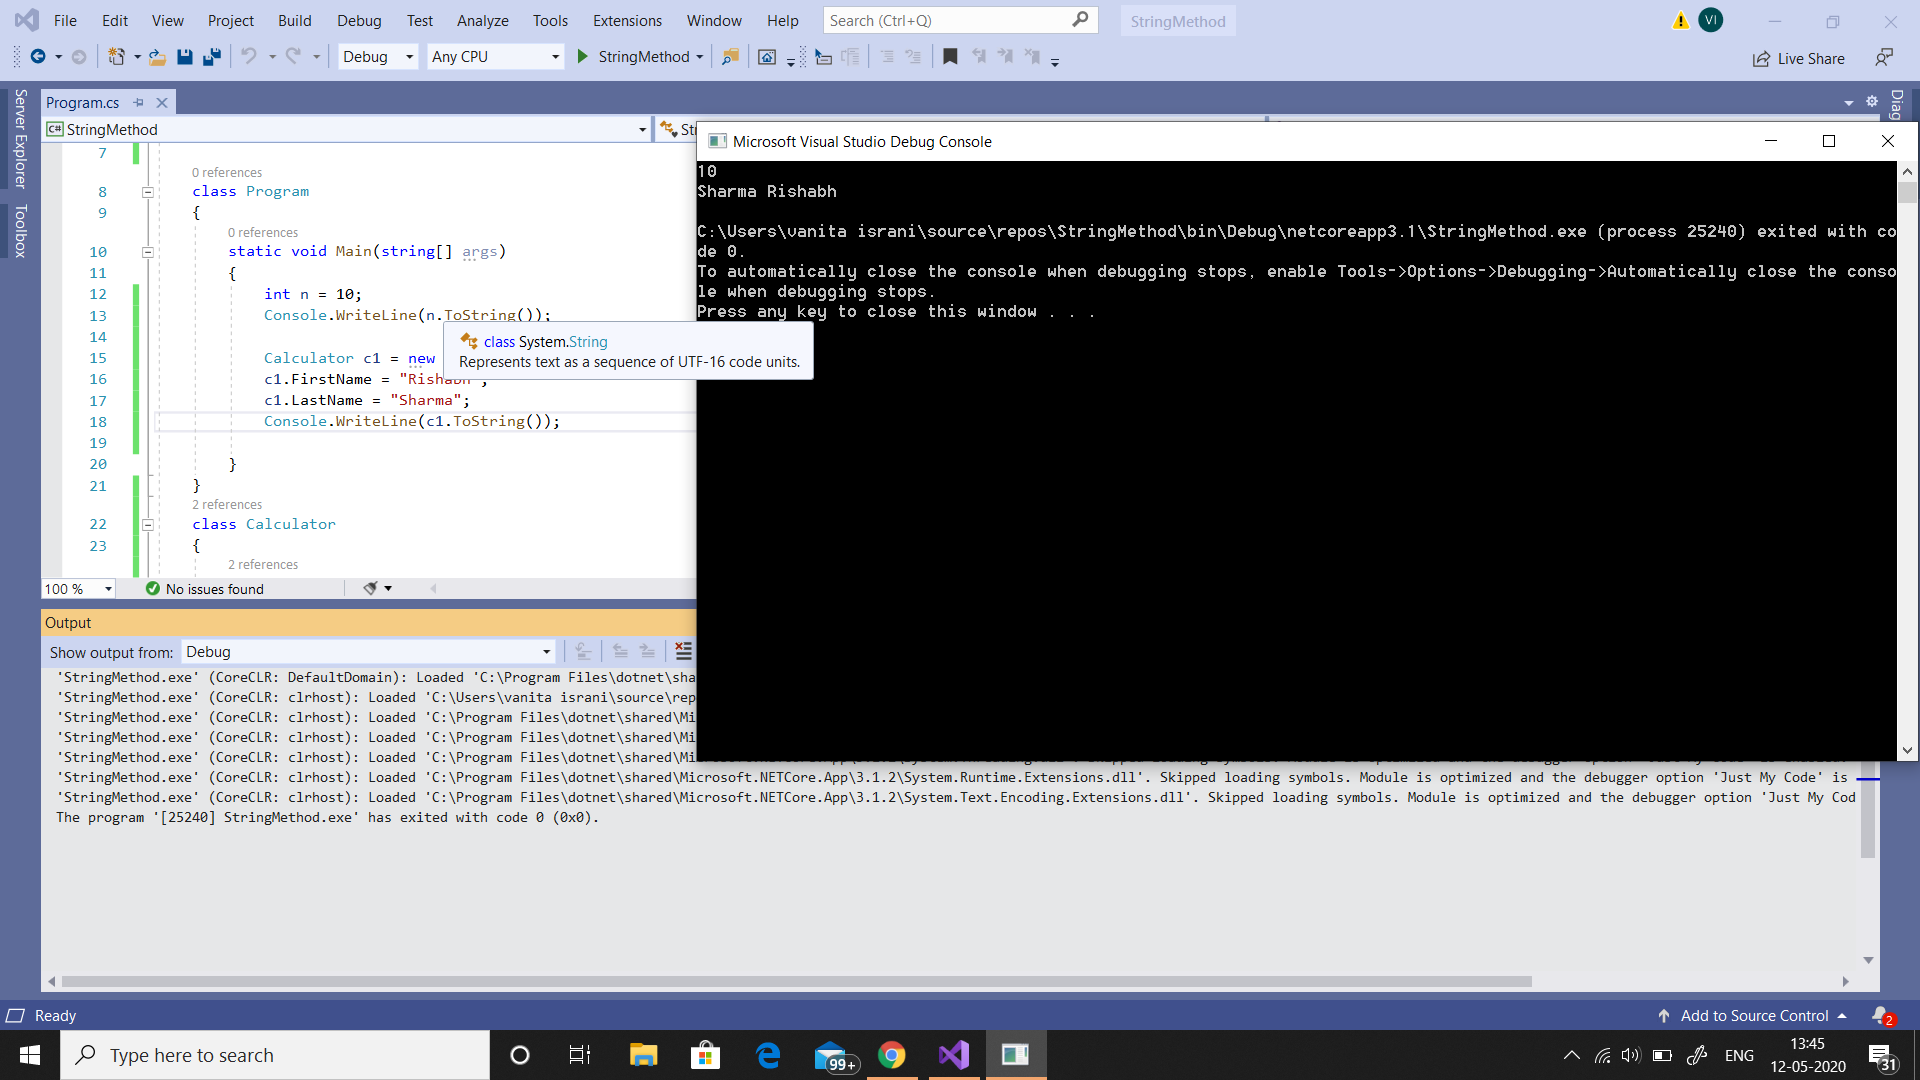 File Edit View Project Build Debug Test Analyze Tools Extensions Window Help Search (Ctrl+Q) StringMethod VI
Debug Any CPU StringMethod Live Share
Server Explorer
Toolbox
Diag
Program.cs
C# StringMethod Str
7
0 references
8 class Program
9 {
0 references
10 static void Main(string[] args)
11 {
12 int n = 10;
13 Console.WriteLine(n.ToString());
14
class System.String
Represents text as a sequence of UTF-16 code units.
15 Calculator c1 = new
16 c1.FirstName = "Rishabh";
17 c1.LastName = "Sharma";
18 Console.WriteLine(c1.ToString());
19
20 }
21 }
2 references
22 class Calculator
23 {
2 references
100 % No issues found
Microsoft Visual Studio Debug Console
10
Sharma Rishabh
C:\Users\vanita israni\source\repos\StringMethod\bin\Debug\netcoreapp3.1\StringMethod.exe (process 25240) exited with co
de 0.
To automatically close the console when debugging stops, enable Tools->Options->Debugging->Automatically close the conso
le when debugging stops.
Press any key to close this window . . .
Output
Show output from: Debug
'StringMethod.exe' (CoreCLR: DefaultDomain): Loaded 'C:\Program Files\dotnet\sha
'StringMethod.exe' (CoreCLR: clrhost): Loaded 'C:\Users\vanita israni\source\rep
'StringMethod.exe' (CoreCLR: clrhost): Loaded 'C:\Program Files\dotnet\shared\Mi
'StringMethod.exe' (CoreCLR: clrhost): Loaded 'C:\Program Files\dotnet\shared\Mi
'StringMethod.exe' (CoreCLR: clrhost): Loaded 'C:\Program Files\dotnet\shared\Mi
'StringMethod.exe' (CoreCLR: clrhost): Loaded 'C:\Program Files\dotnet\shared\Microsoft.NETCore.App\3.1.2\System.Runtime.Extensions.dll'. Skipped loading symbols. Module is optimized and the debugger option 'Just My Code' is
'StringMethod.exe' (CoreCLR: clrhost): Loaded 'C:\Program Files\dotnet\shared\Microsoft.NETCore.App\3.1.2\System.Text.Encoding.Extensions.dll'. Skipped loading symbols. Module is optimized and the debugger option 'Just My Cod
The program '[25240] StringMethod.exe' has exited with code 0 (0x0).
Ready Add to Source Control 2
Type here to search 99+ ENG 13:45
12-05-2020 31